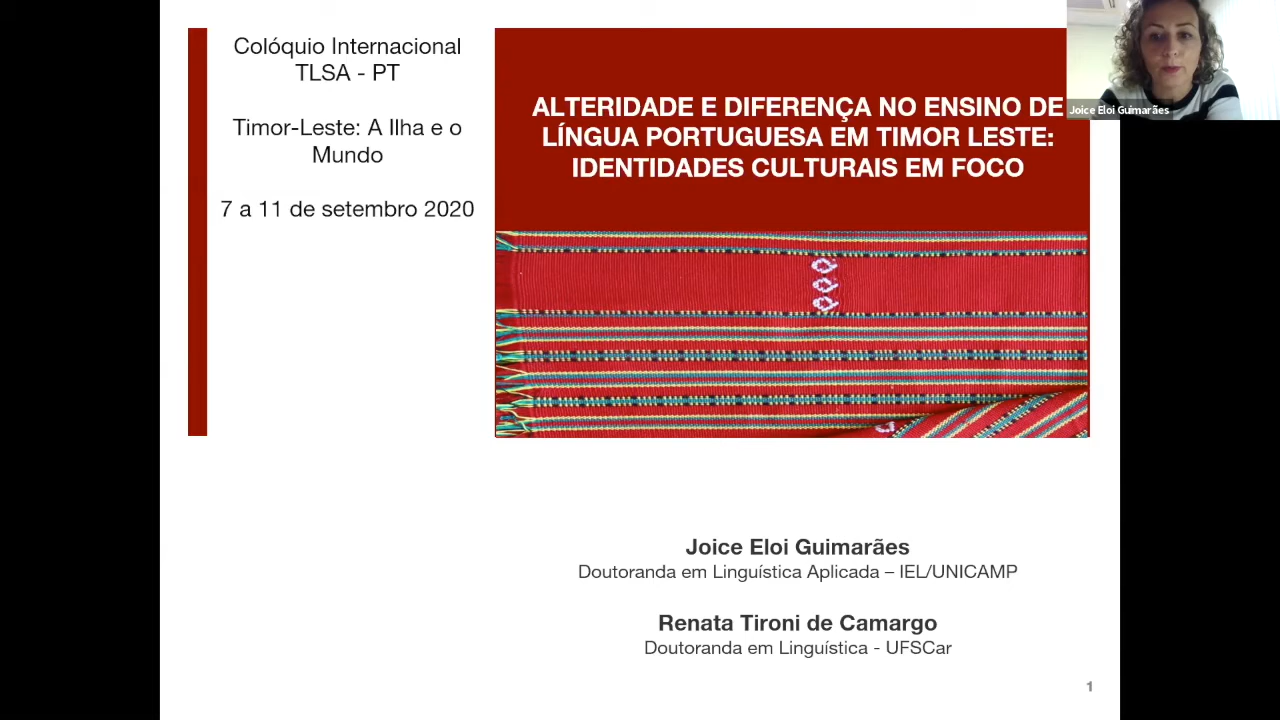 Colóquio Internacional
TLSA - PT
Timor-Leste: A Ilha e o
Mundo
7 a 11 de setembro 2020
ALTERIDADE E DIFERENÇA NO ENSINO DE
LÍNGUA PORTUGUESA EM TIMOR LESTE:
IDENTIDADES CULTURAIS EM FOCO
Joice Eloi Guimarães
Joice Eloi Guimarães
Doutoranda em Linguística Aplicada – IEL/UNICAMP
Renata Tironi de Camargo
Doutoranda em Linguística - UFSCar
1